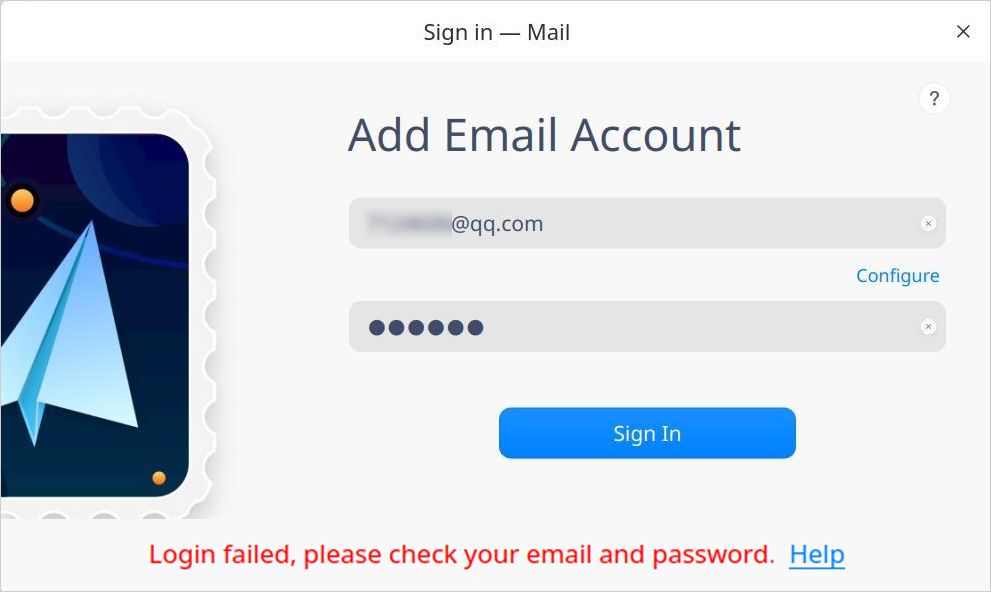 Sign in — Mail
?
Add Email Account
@qq.com
Configure
●●●●●●
Sign In
Login failed, please check your email and password. Help